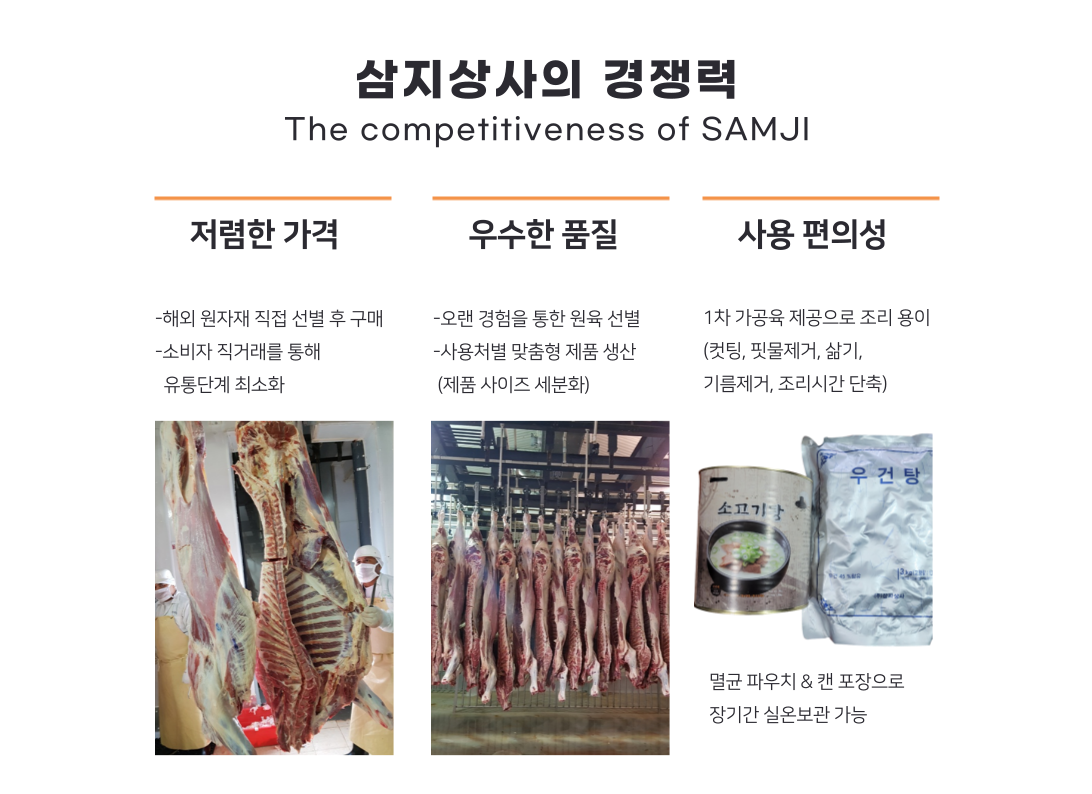 삼지상사의 경쟁력
The competitiveness of SAMJI
저렴한 가격
-해외 원자재 직접 선별 후 구매
-소비자 직거래를 통해
유통단계 최소화
우수한 품질
-오랜 경험을 통한 원육 선별
-사용처별 맞춤형 제품 생산
(제품 사이즈 세분화)
사용 편의성
1차 가공육 제공으로 조리 용이
(컷팅, 핏물제거, 삶기,
기름제거, 조리시간 단축)
소고기탕
우건탕
멸균 파우치 & 캔 포장으로
장기간 실온보관 가능